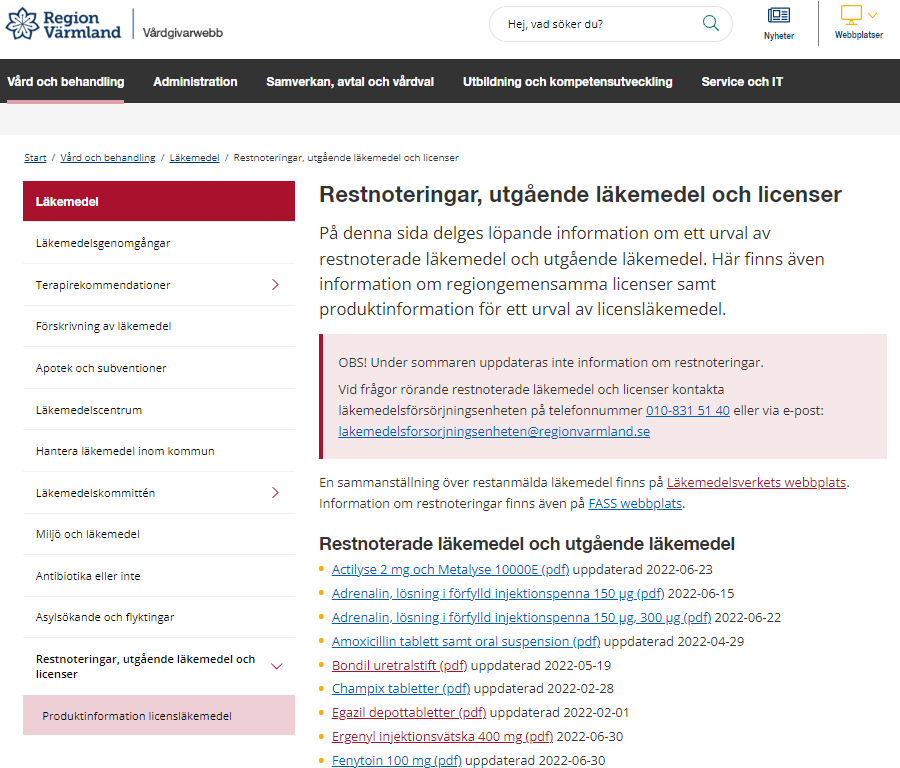 Region
Värmland
Vårdgivarwebb
Hej, vad söker du?
Nyheter
Webbplatser
Vård och behandling
Administration
Samverkan, avtal och vårdval
Utbildning och kompetensutveckling
Service och IT
Start / Vård och behandling / Läkemedel / Restnoteringar, utgående läkemedel och licenser
Läkemedel
Läkemedelsgenomgångar
Terapirekommendationer
Förskrivning av läkemedel
Apotek och subventioner
Läkemedelscentrum
Hantera läkemedel inom kommun
Läkemedelskommittén
Miljö och läkemedel
Antibiotika eller inte
Asylsökande och flyktingar
Restnoteringar, utgående läkemedel och
licenser
Produktinformation licensläkemedel
Restnoteringar, utgående läkemedel och licenser
På denna sida delges löpande information om ett urval av
restnoterade läkemedel och utgående läkemedel. Här finns även
information om regiongemensamma licenser samt
produktinformation för ett urval av licensläkemedel.
OBS! Under sommaren uppdateras inte information om restnoteringar.
Vid frågor rörande restnoterade läkemedel och licenser kontakta
läkemedelsförsörjningsenheten på telefonnummer 010-831 51 40 eller via e-post:
lakemedelsforsorjningsenheten@regionvarmland.se
En sammanställning över restanmälda läkemedel finns på Läkemedelsverkets webbplats.
Information om restnoteringar finns även på FASS webbplats.
Restnoterade läkemedel och utgående läkemedel
Actilyse 2 mg och Metalyse 10000E (pdf) uppdaterad 2022-06-23
Adrenalin, lösning i förfylld injektionspenna 150 µg (pdf) 2022-06-15
Adrenalin, lösning i förfylld injektionspenna 150 µg, 300 µg (pdf) 2022-06-22
Amoxicillin tablett samt oral suspension (pdf) uppdaterad 2022-04-29
Bondil uretralstift (pdf) uppdaterad 2022-05-19
Champix tabletter (pdf) uppdaterad 2022-02-28
Egazil depottabletter (pdf) uppdaterad 2022-02-01
Ergenyl injektionsvätska 400 mg (pdf) 2022-06-30
Fenytoin 100 mg (pdf) uppdaterad 2022-06-30